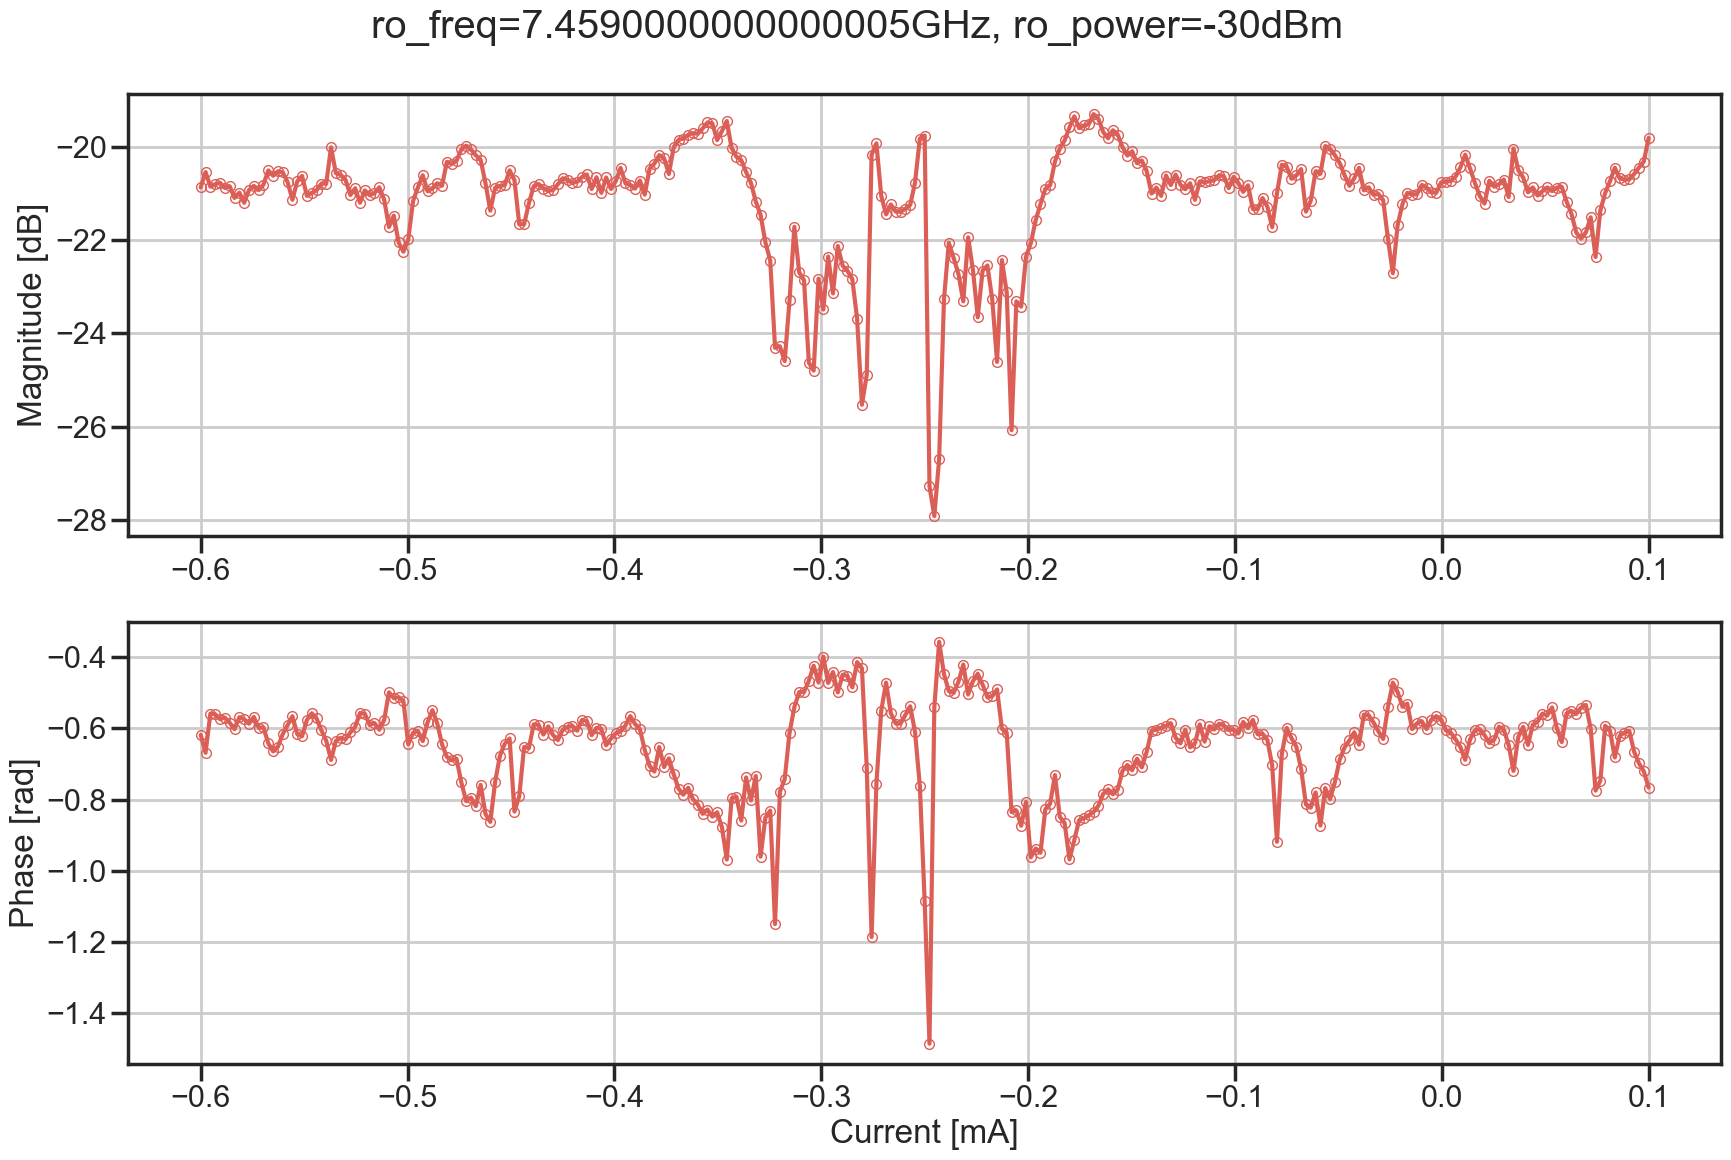 ro_freq=7.4590000000000005GHz, ro_power=-30dBm
Magnitude [dB]
−20
−22
−24
−26
−28
−0.6 −0.5 −0.4 −0.3 −0.2 −0.1 0.0 0.1
Phase [rad]
−0.4
−0.6
−0.8
−1.0
−1.2
−1.4
−0.6 −0.5 −0.4 −0.3 −0.2 −0.1 0.0 0.1
Current [mA]